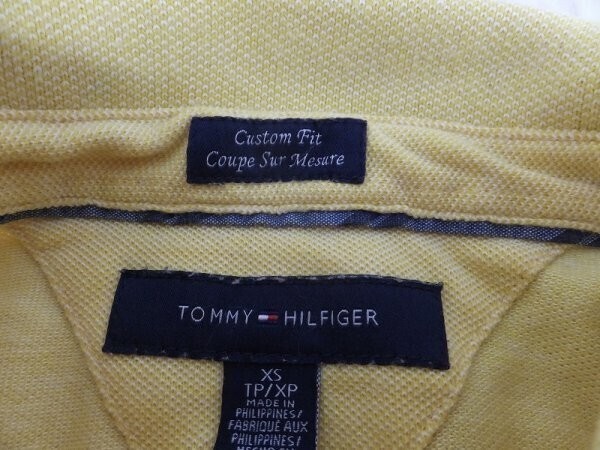 Custom Fit
Coupe Sur Mesure
TOMMY HILFIGER
XS
TP/XP
MADE IN
PHILIPPINES/
FABRIQUÉ AUX
PHILIPPINES/